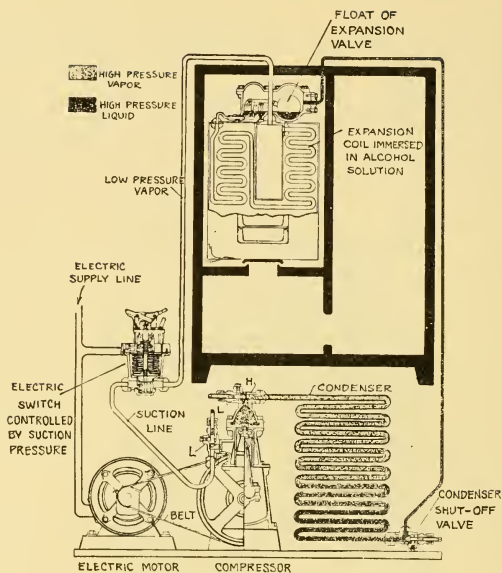 FLOAT OF
EXPANSION
VALVE
HIGH PRESSURE
VAPOR
HIGH PRESSURE
LIQUID
EXPANSION
COIL IMMERSED
IN ALCOHOL
SOLUTION
LOW PRESSURE
VAPOR
ELECTRIC
SUPPLY LINE
ELECTRIC
SWITCH
CONTROLLED
BY SUCTION
PRESSURE
SUCTION
LINE
H
L
L
CONDENSER
CONDENSER
SHUT-OFF
VALVE
BELT
ELECTRIC MOTOR
COMPRESSOR